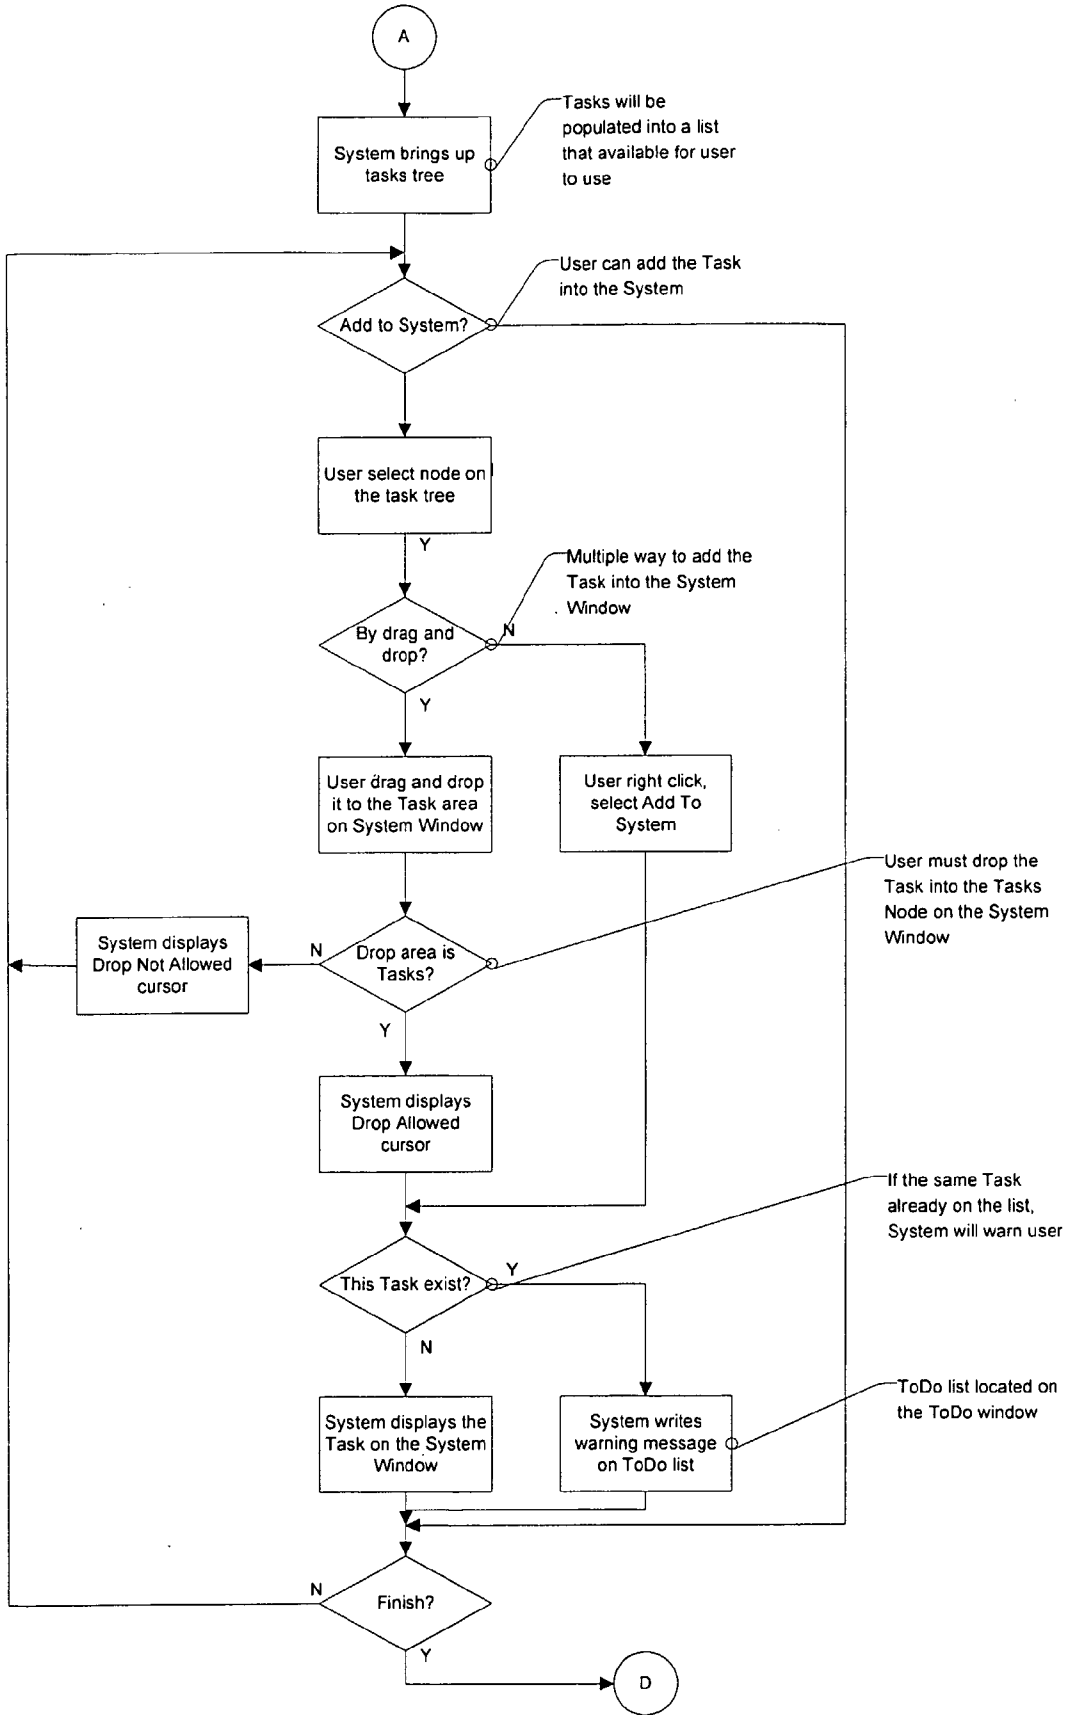 A
Tasks will be
populated into a list
that available for user
to use
System brings up
tasks tree
User can add the Task
into the System
Add to System?
User select node on
the task tree
Y
Multiple way to add the
Task into the System
Window
N
By drag and
drop?
Y
User drag and drop
it to the Task area
on System Window
User right click,
select Add To
System
User must drop the
Task into the Tasks
Node on the System
Window
System displays
Drop Not Allowed
cursor
N
Drop area is
Tasks?
Y
System displays
Drop Allowed
cursor
If the same Task
already on the list,
System will warn user
This Task exist?
Y
N
ToDo list located on
the ToDo window
System displays the
Task on the System
Window
System writes
warning message
on ToDo list
N
Finish?
Y
D